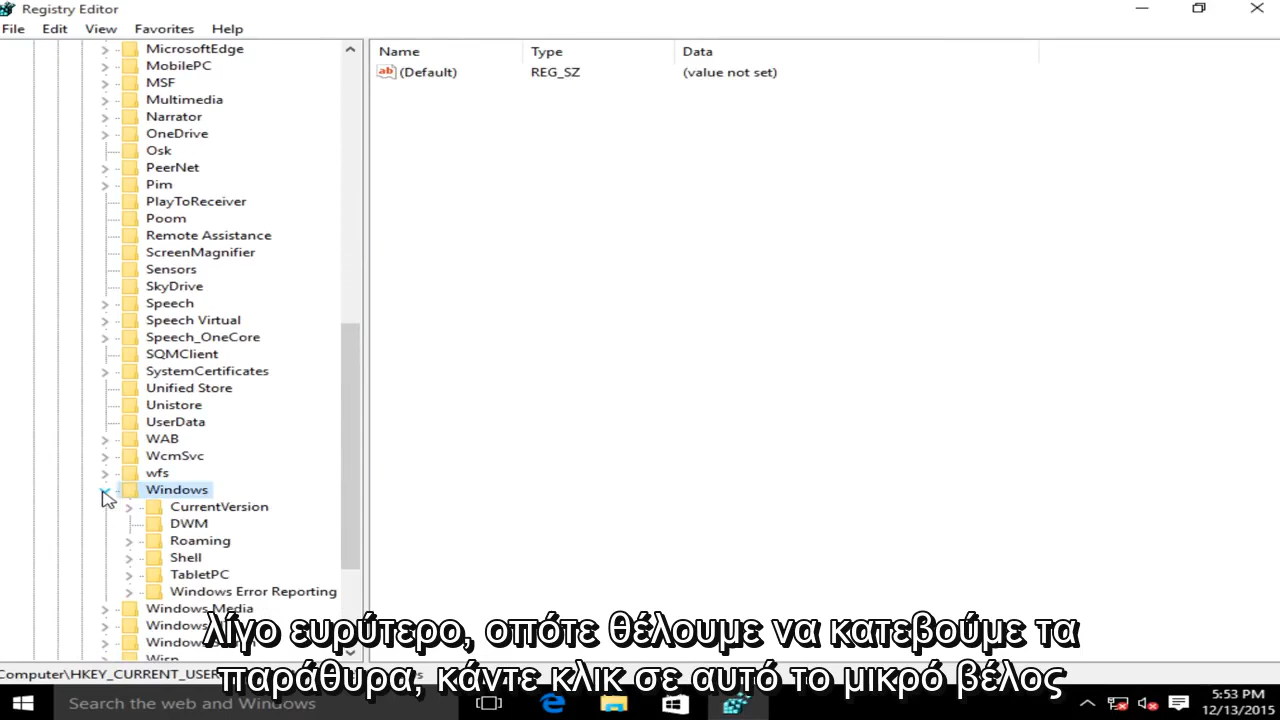 Registry Editor
File Edit View Favorites Help
MicrosoftEdge
MobilePC
MSF
Multimedia
Narrator
OneDrive
Osk
PeerNet
Pim
PlayToReceiver
Poom
Remote Assistance
ScreenMagnifier
Sensors
SkyDrive
Speech
Speech Virtual
Speech_OneCore
SQMClient
SystemCertificates
Unified Store
Unistore
UserData
WAB
WcmSvc
wfs
Windows
CurrentVersion
DWM
Roaming
Shell
TabletPC
Windows Error Reporting
Windows Media
Windows
Window
Wisp
Name Type Data
ab (Default) REG_SZ (value not set)
λίγο ευρύτερο, οπότε θέλουμε να κατεβούμε τα
παράθυρα, κάντε κλικ σε αυτό το μικρό βέλος
Computer\HKEY_CURRENT_USER
Search the web and Windows
5:53 PM
12/13/2015